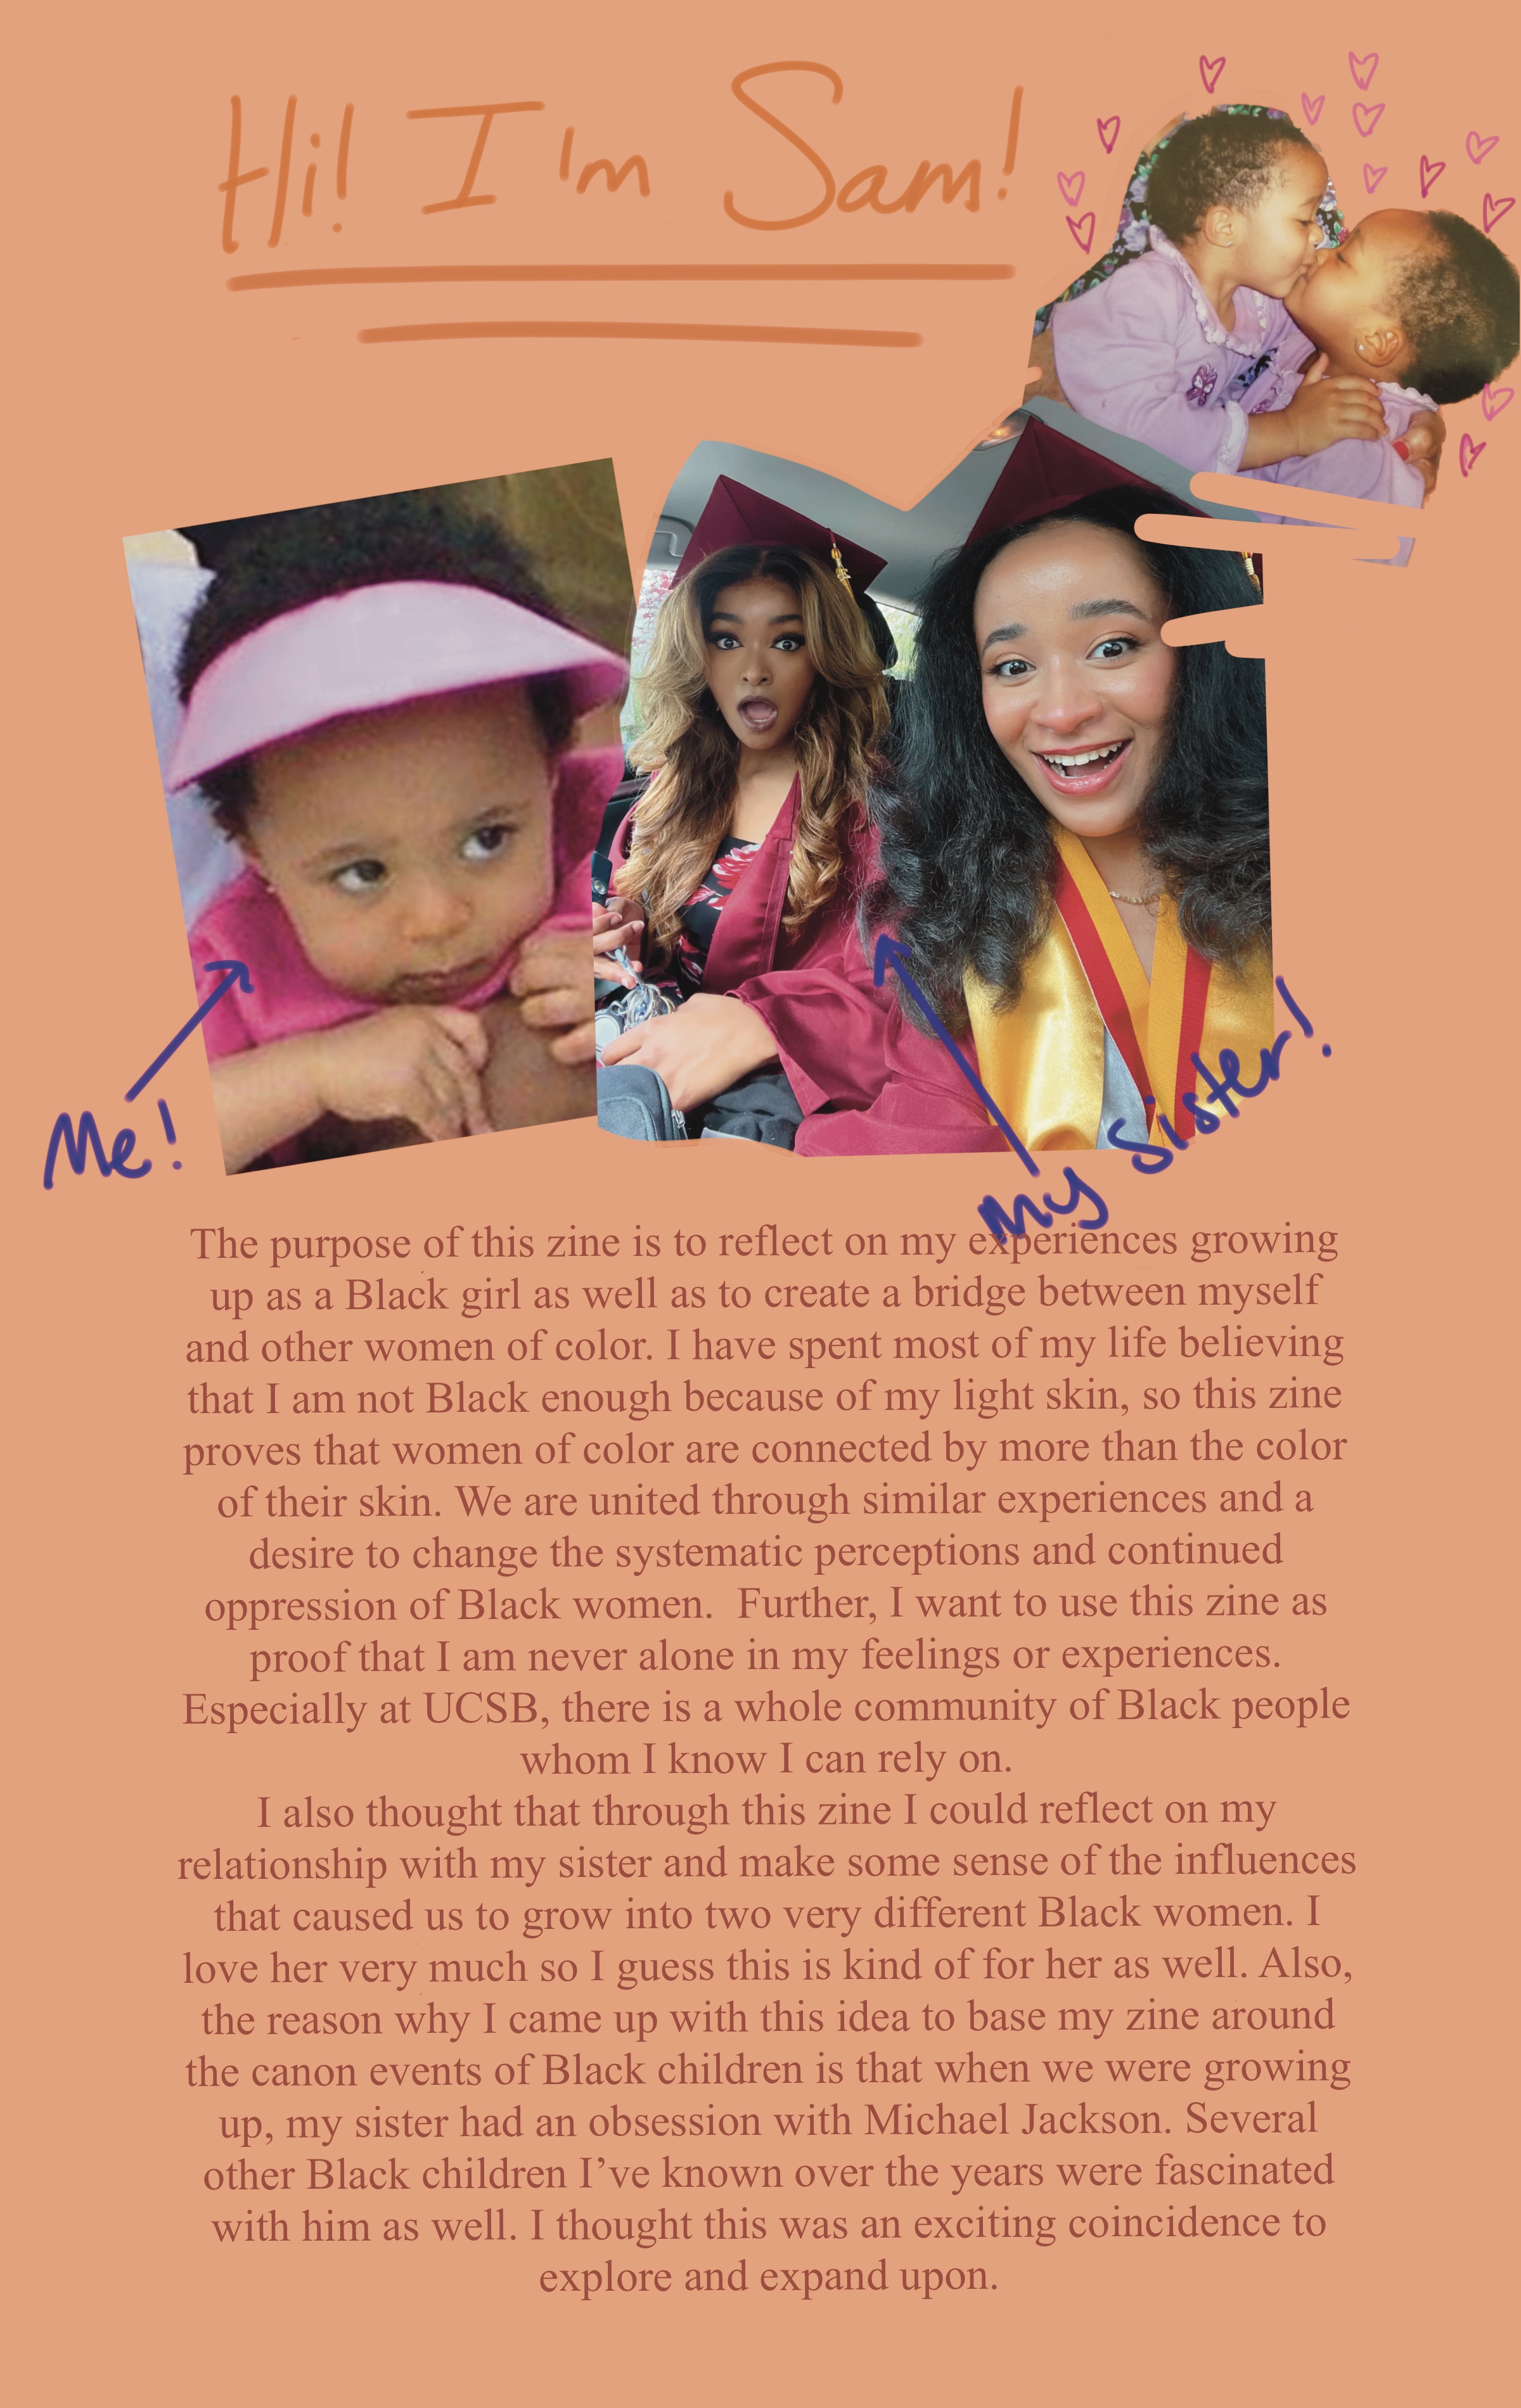 Hi! I'm Sam!
Me!
My Sister!
The purpose of this zine is to reflect on my experiences growing
up as a Black girl as well as to create a bridge between myself
and other women of color. I have spent most of my life believing
that I am not Black enough because of my light skin, so this zine
proves that women of color are connected by more than the color
of their skin. We are united through similar experiences and a
desire to change the systematic perceptions and continued
oppression of Black women.  Further, I want to use this zine as
proof that I am never alone in my feelings or experiences.
Especially at UCSB, there is a whole community of Black people
whom I know I can rely on.
I also thought that through this zine I could reflect on my
relationship with my sister and make some sense of the influences
that caused us to grow into two very different Black women. I
love her very much so I guess this is kind of for her as well. Also,
the reason why I came up with this idea to base my zine around
the canon events of Black children is that when we were growing
up, my sister had an obsession with Michael Jackson. Several
other Black children I’ve known over the years were fascinated
with him as well. I thought this was an exciting coincidence to
explore and expand upon.